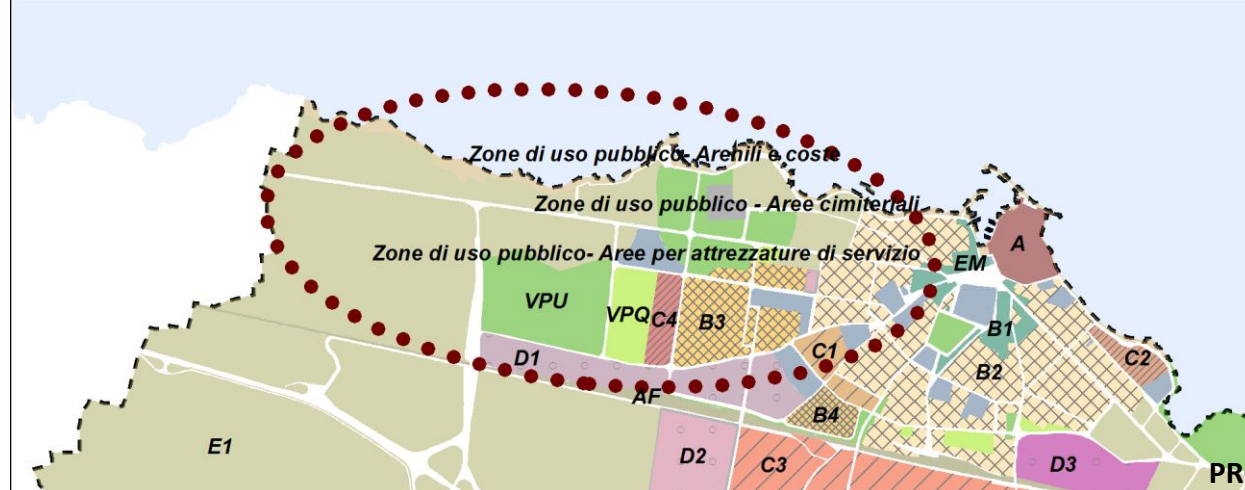 Zone di uso pubblico- Arenili e coste
Zone di uso pubblico - Aree cimiteriali
A
Zone di uso pubblico- Aree per attrezzature di servizio
EM
VPU
VPQ
C4
B3
B1
D1
C1
C2
B2
AF
B4
E1
D2
C3
D3
PR